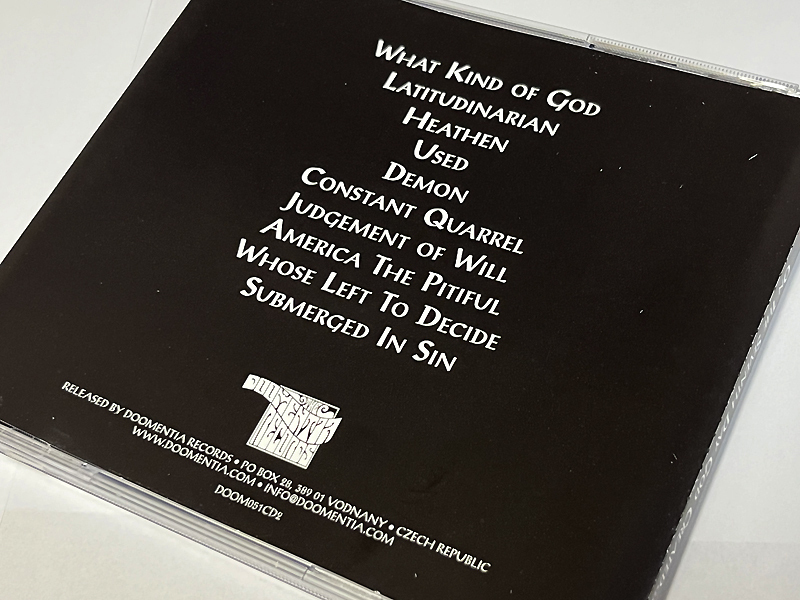 What Kind of God
Latitudinarian
Heathen
Used
Demon
Constant Quarrel
Judgement of Will
America The Pitiful
Whose Left To Decide
Submerged In Sin
RELEASED BY DOOMENTIA RECORDS • PO BOX 28, 389 01 VODNANY • CZECH REPUBLIC
WWW.DOOMENTIA.COM • INFO@DOOMENTIA.COM
DOOM051CD2